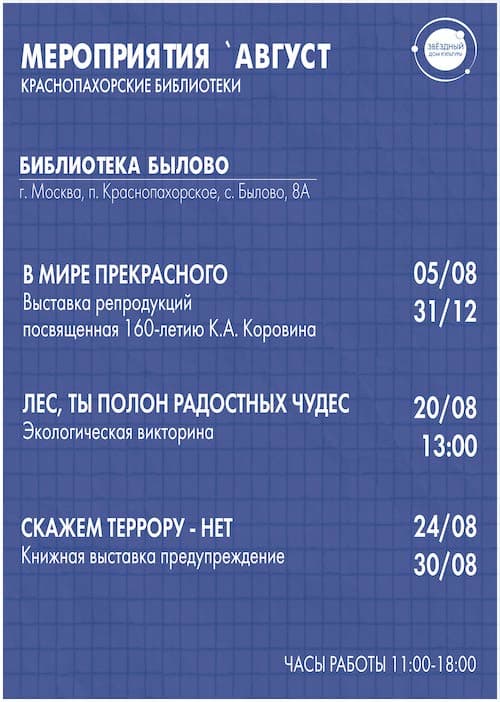 МЕРОПРИЯТИЯ `АВГУСТ
КРАСНОПАХОРСКИЕ БИБЛИОТЕКИ
ЗВЁЗДНЫЙ
ДОМ КУЛЬТУРЫ
БИБЛИОТЕКА БЫЛОВО
г. Москва, п. Краснопахорское, с. Былово, 8А
В МИРЕ ПРЕКРАСНОГО
Выставка репродукций
посвященная 160-летию К.А. Коровина
05/08
31/12
ЛЕС, ТЫ ПОЛОН РАДОСТНЫХ ЧУДЕС
Экологическая викторина
20/08
13:00
СКАЖЕМ ТЕРРОРУ - НЕТ
Книжная выставка предупреждение
24/08
30/08
ЧАСЫ РАБОТЫ 11:00-18:00